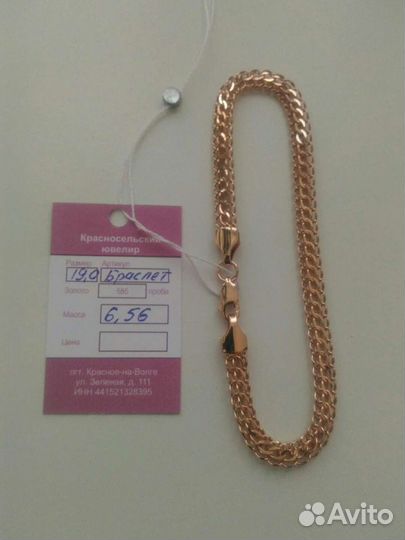 Красносельский
ювелир
Размер Артикул
19,0 Браслет
Золото 585 проба
Масса 6,56
Цена
пгт. Красное-на-Волге
ул. Зеленая, д. 111
ИНН 441521328395
Avito